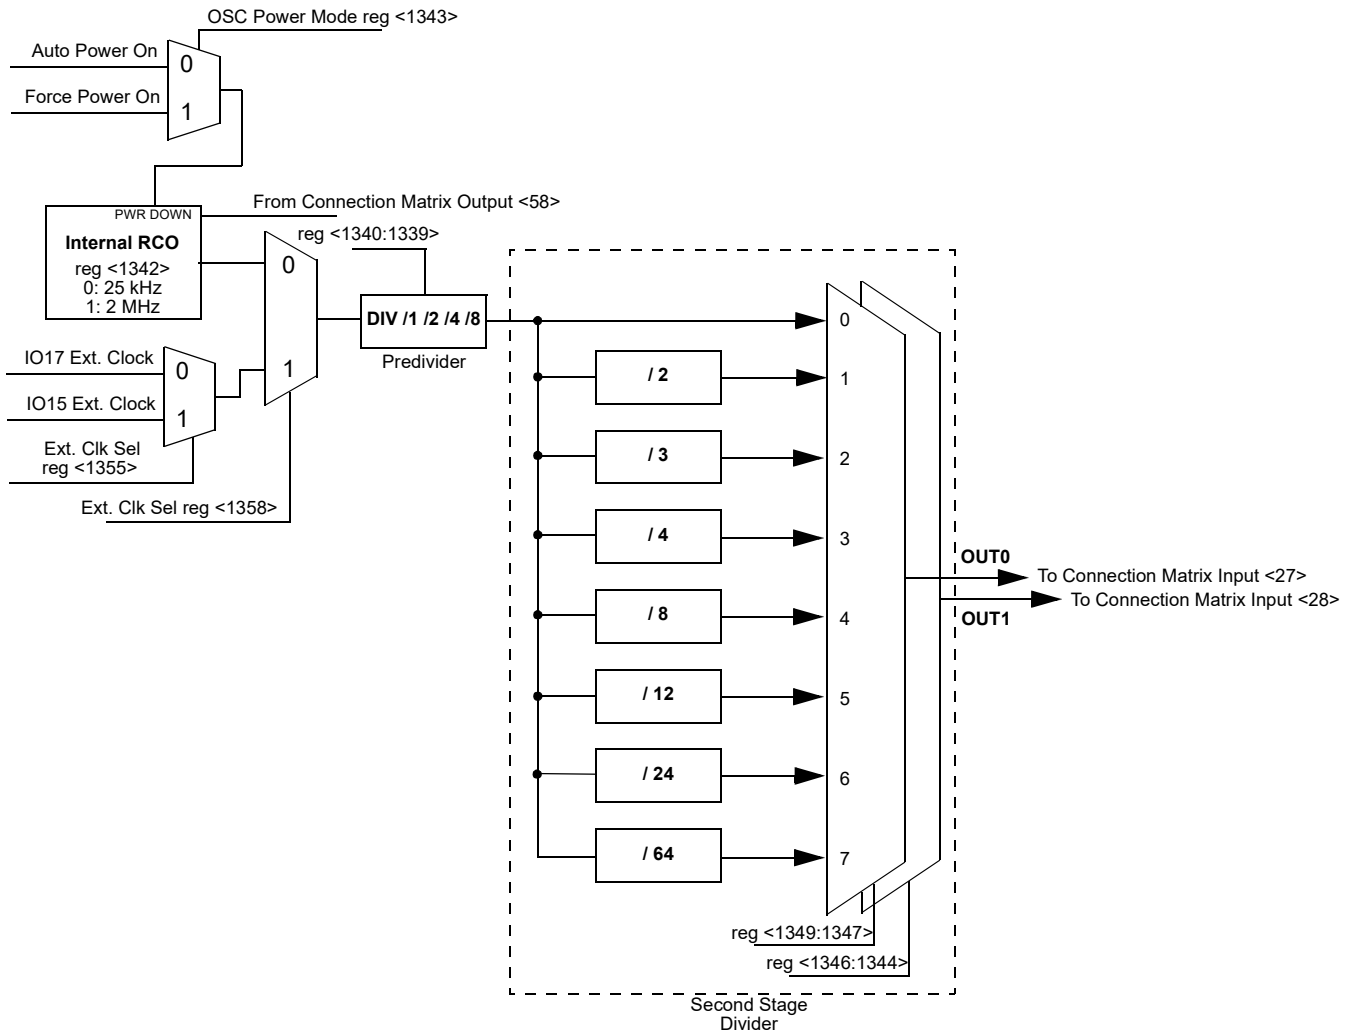 OSC Power Mode reg <1343>
Auto Power On
0
Force Power On
1
From Connection Matrix Output <58>
PWR DOWN
Internal RCO
reg <1342>
0: 25 kHz
1: 2 MHz
reg <1340:1339>
0
1
DIV /1 /2 /4 /8
Predivider
IO17 Ext. Clock
0
IO15 Ext. Clock
1
Ext. Clk Sel
reg <1355>
Ext. Clk Sel reg <1358>
0
/ 2
1
/ 3
2
/ 4
3
/ 8
4
/ 12
5
/ 24
6
/ 64
7
OUT0
To Connection Matrix Input <27>
To Connection Matrix Input <28>
OUT1
reg <1349:1347>
reg <1346:1344>
Second Stage
Divider